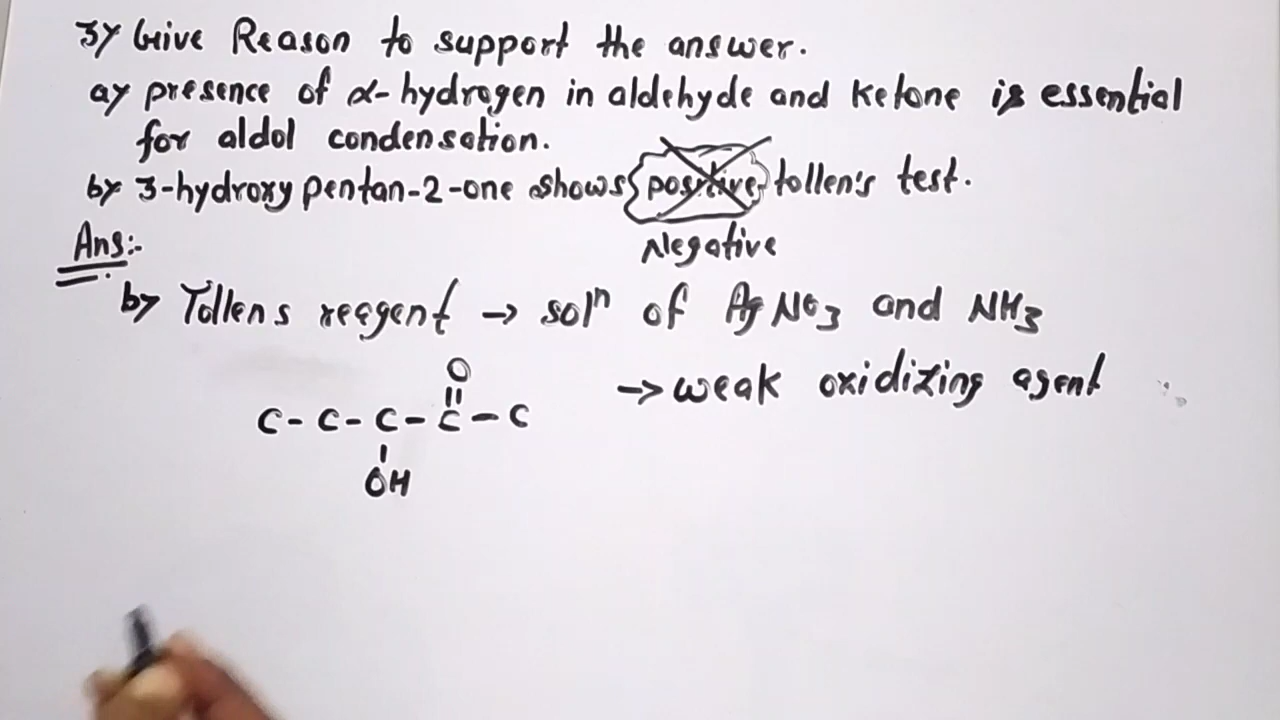 3) Give Reason to support the answer.
a) presence of α-hydrogen in aldehyde and ketone is essential
for aldol condensation.
b) 3-hydroxy pentan-2-one shows positive tollen's test.
Negative
Ans:-
b) Tollens reagent → solⁿ of AgNO3 and NH3
→ weak oxidizing agent
O
C - C - C - C - C
OH